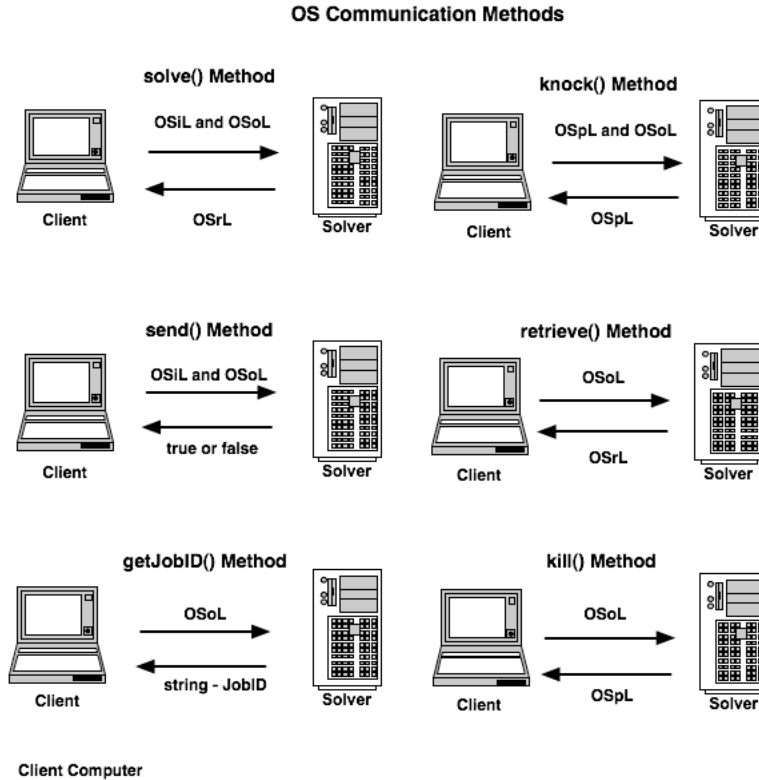 OS Communication Methods
solve() Method
OSiL and OSoL
OSrL
Client
Solver
knock() Method
OSpL and OSoL
OSpL
Client
Solver
send() Method
OSiL and OSoL
true or false
Client
Solver
retrieve() Method
OSoL
OSrL
Client
Solver
getJobID() Method
OSoL
string - JobID
Client
Solver
kill() Method
OSoL
OSpL
Client
Solver
Client Computer